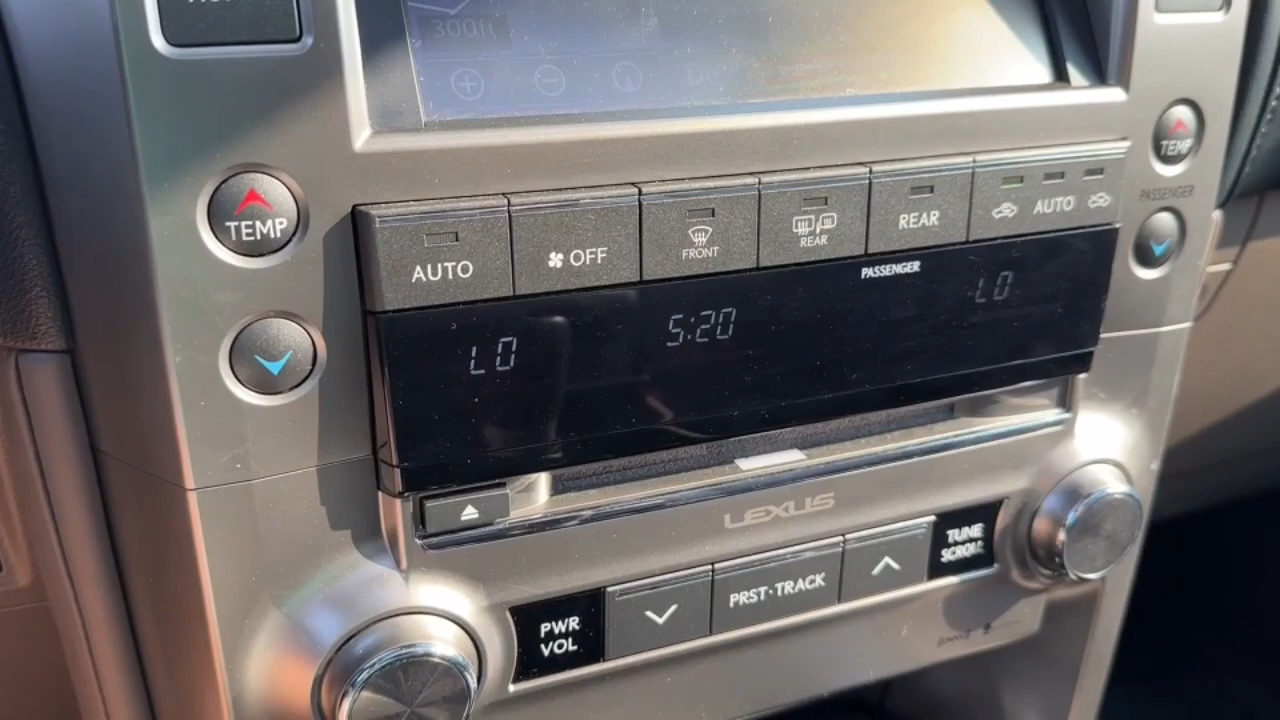 300ft
TEMP
AUTO
OFF
FRONT
REAR
REAR
AUTO
TEMP
PASSENGER
PASSENGER
LO
5:20
LO
LEXUS
PWR
VOL
PRST·TRACK
TUNE
SCROLL